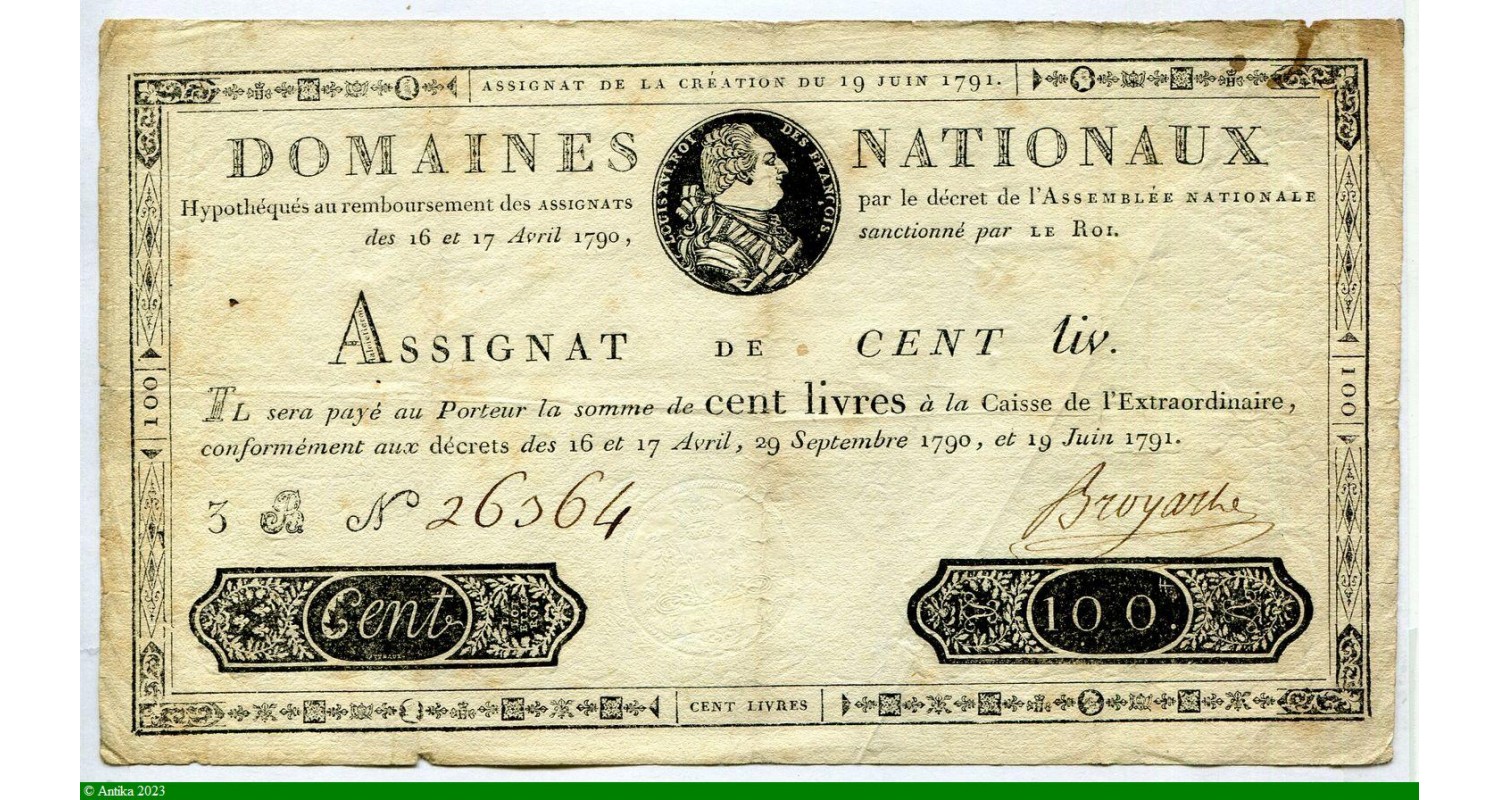 ASSIGNAT DE LA CRÉATION DU 19 JUIN 1791.
DOMAINES NATIONAUX
LOUIS XVI. ROI DES FRANÇOIS.
Hypothéqués au remboursement des ASSIGNATS par le décret de l'ASSEMBLÉE NATIONALE
des 16 et 17 Avril 1790, sanctionné par LE ROI.
ASSIGNAT DE CENT liv.
IL sera payé au Porteur la somme de cent livres à la Caisse de l'Extraordinaire,
conformément aux décrets des 16 et 17 Avril, 29 Septembre 1790, et 19 Juin 1791.
100
100
3 B N 26364
Cent
100.
CENT LIVRES
© Antika 2023